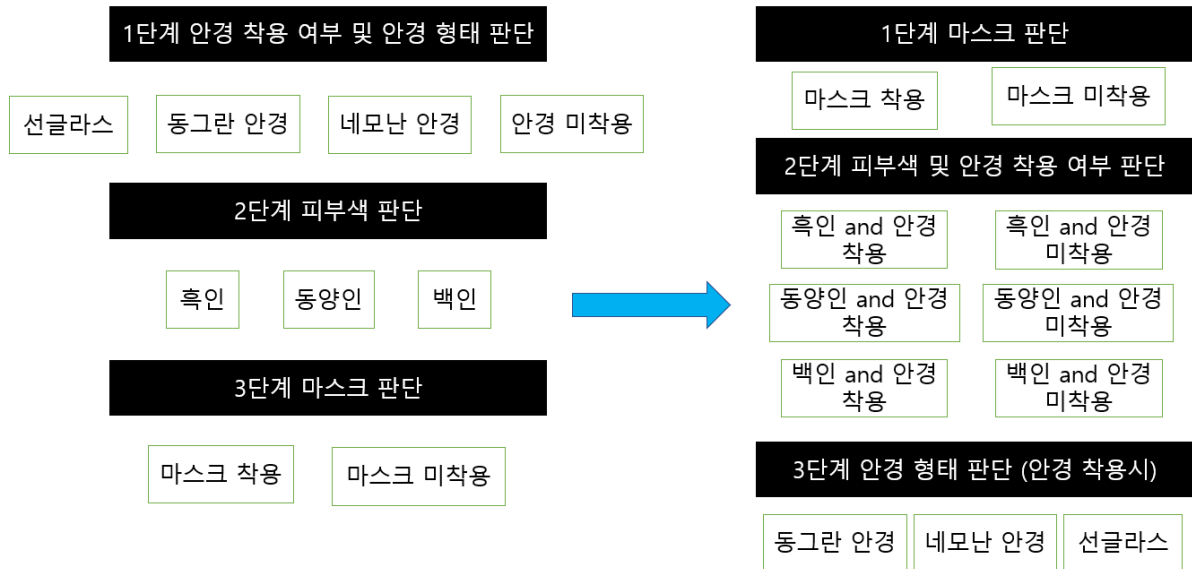 1단계 안경 착용 여부 및 안경 형태 판단
선글라스
동그란 안경
네모난 안경
안경 미착용
2단계 피부색 판단
흑인
동양인
백인
3단계 마스크 판단
마스크 착용
마스크 미착용
1단계 마스크 판단
마스크 착용
마스크 미착용
2단계 피부색 및 안경 착용 여부 판단
흑인 and 안경
착용
흑인 and 안경
미착용
동양인 and 안경
착용
동양인 and 안경
미착용
백인 and 안경
착용
백인 and 안경
미착용
3단계 안경 형태 판단 (안경 착용시)
동그란 안경
네모난 안경
선글라스